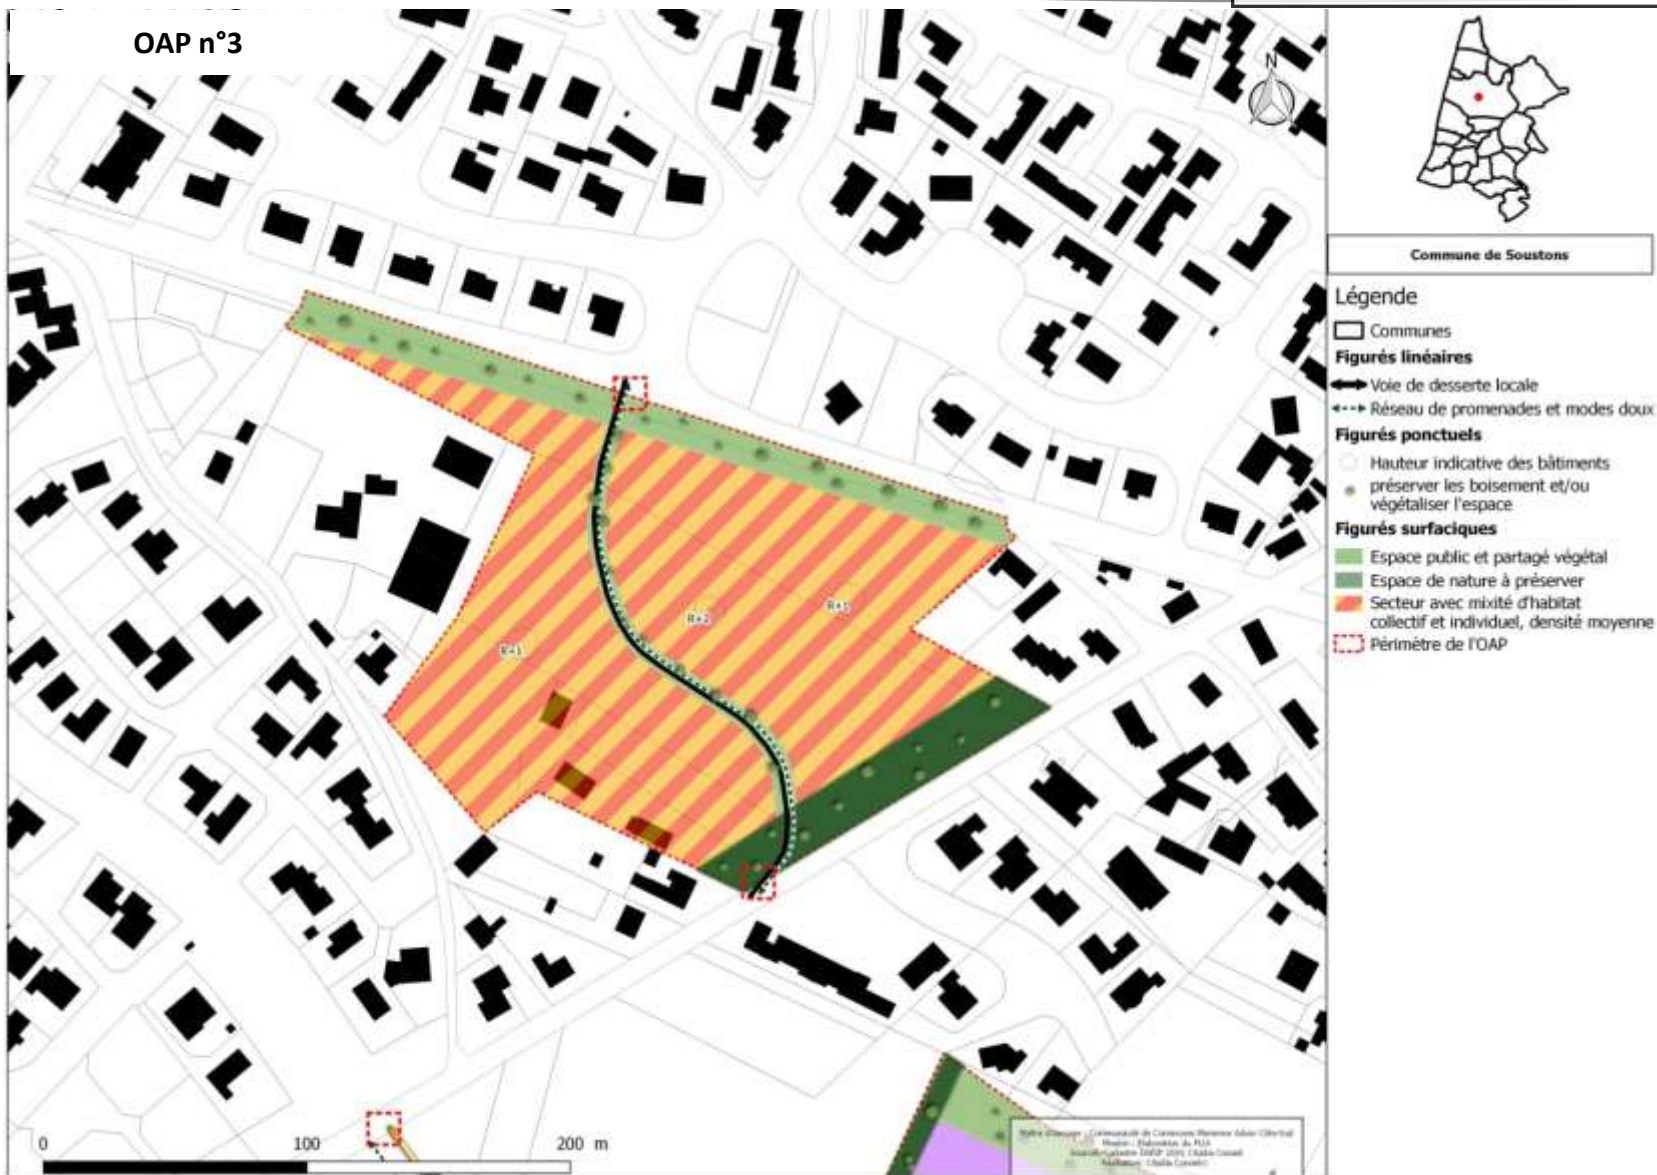 OAP n°3
N
Commune de Soustons
Légende
Communes
Figurés linéaires
Voie de desserte locale
Réseau de promenades et modes doux
Figurés ponctuels
Hauteur indicative des bâtiments
préserver les boisement et/ou
végétaliser l'espace
Figurés surfaciques
Espace public et partagé végétal
Espace de nature à préserver
Secteur avec mixité d'habitat
collectif et individuel, densité moyenne
Périmètre de l'OAP
R+1
R+2
R+1
0 100 200 m